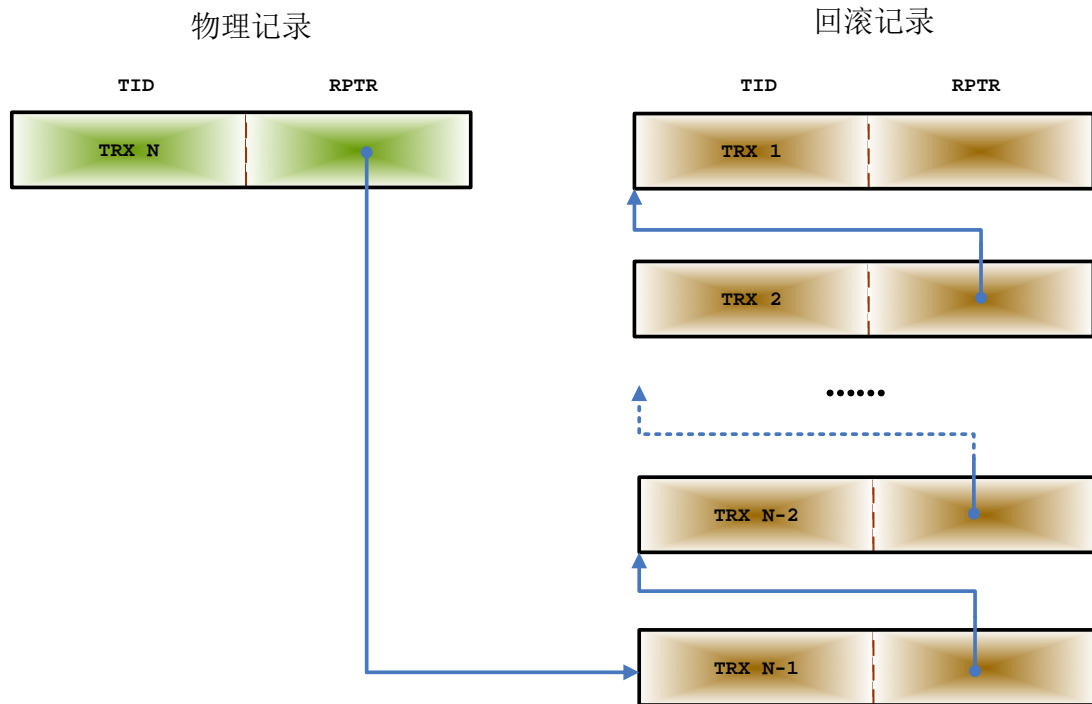 物理记录
回滚记录
TID RPTR
TID RPTR
TRX N
TRX 1
TRX 2
······
TRX N-2
TRX N-1